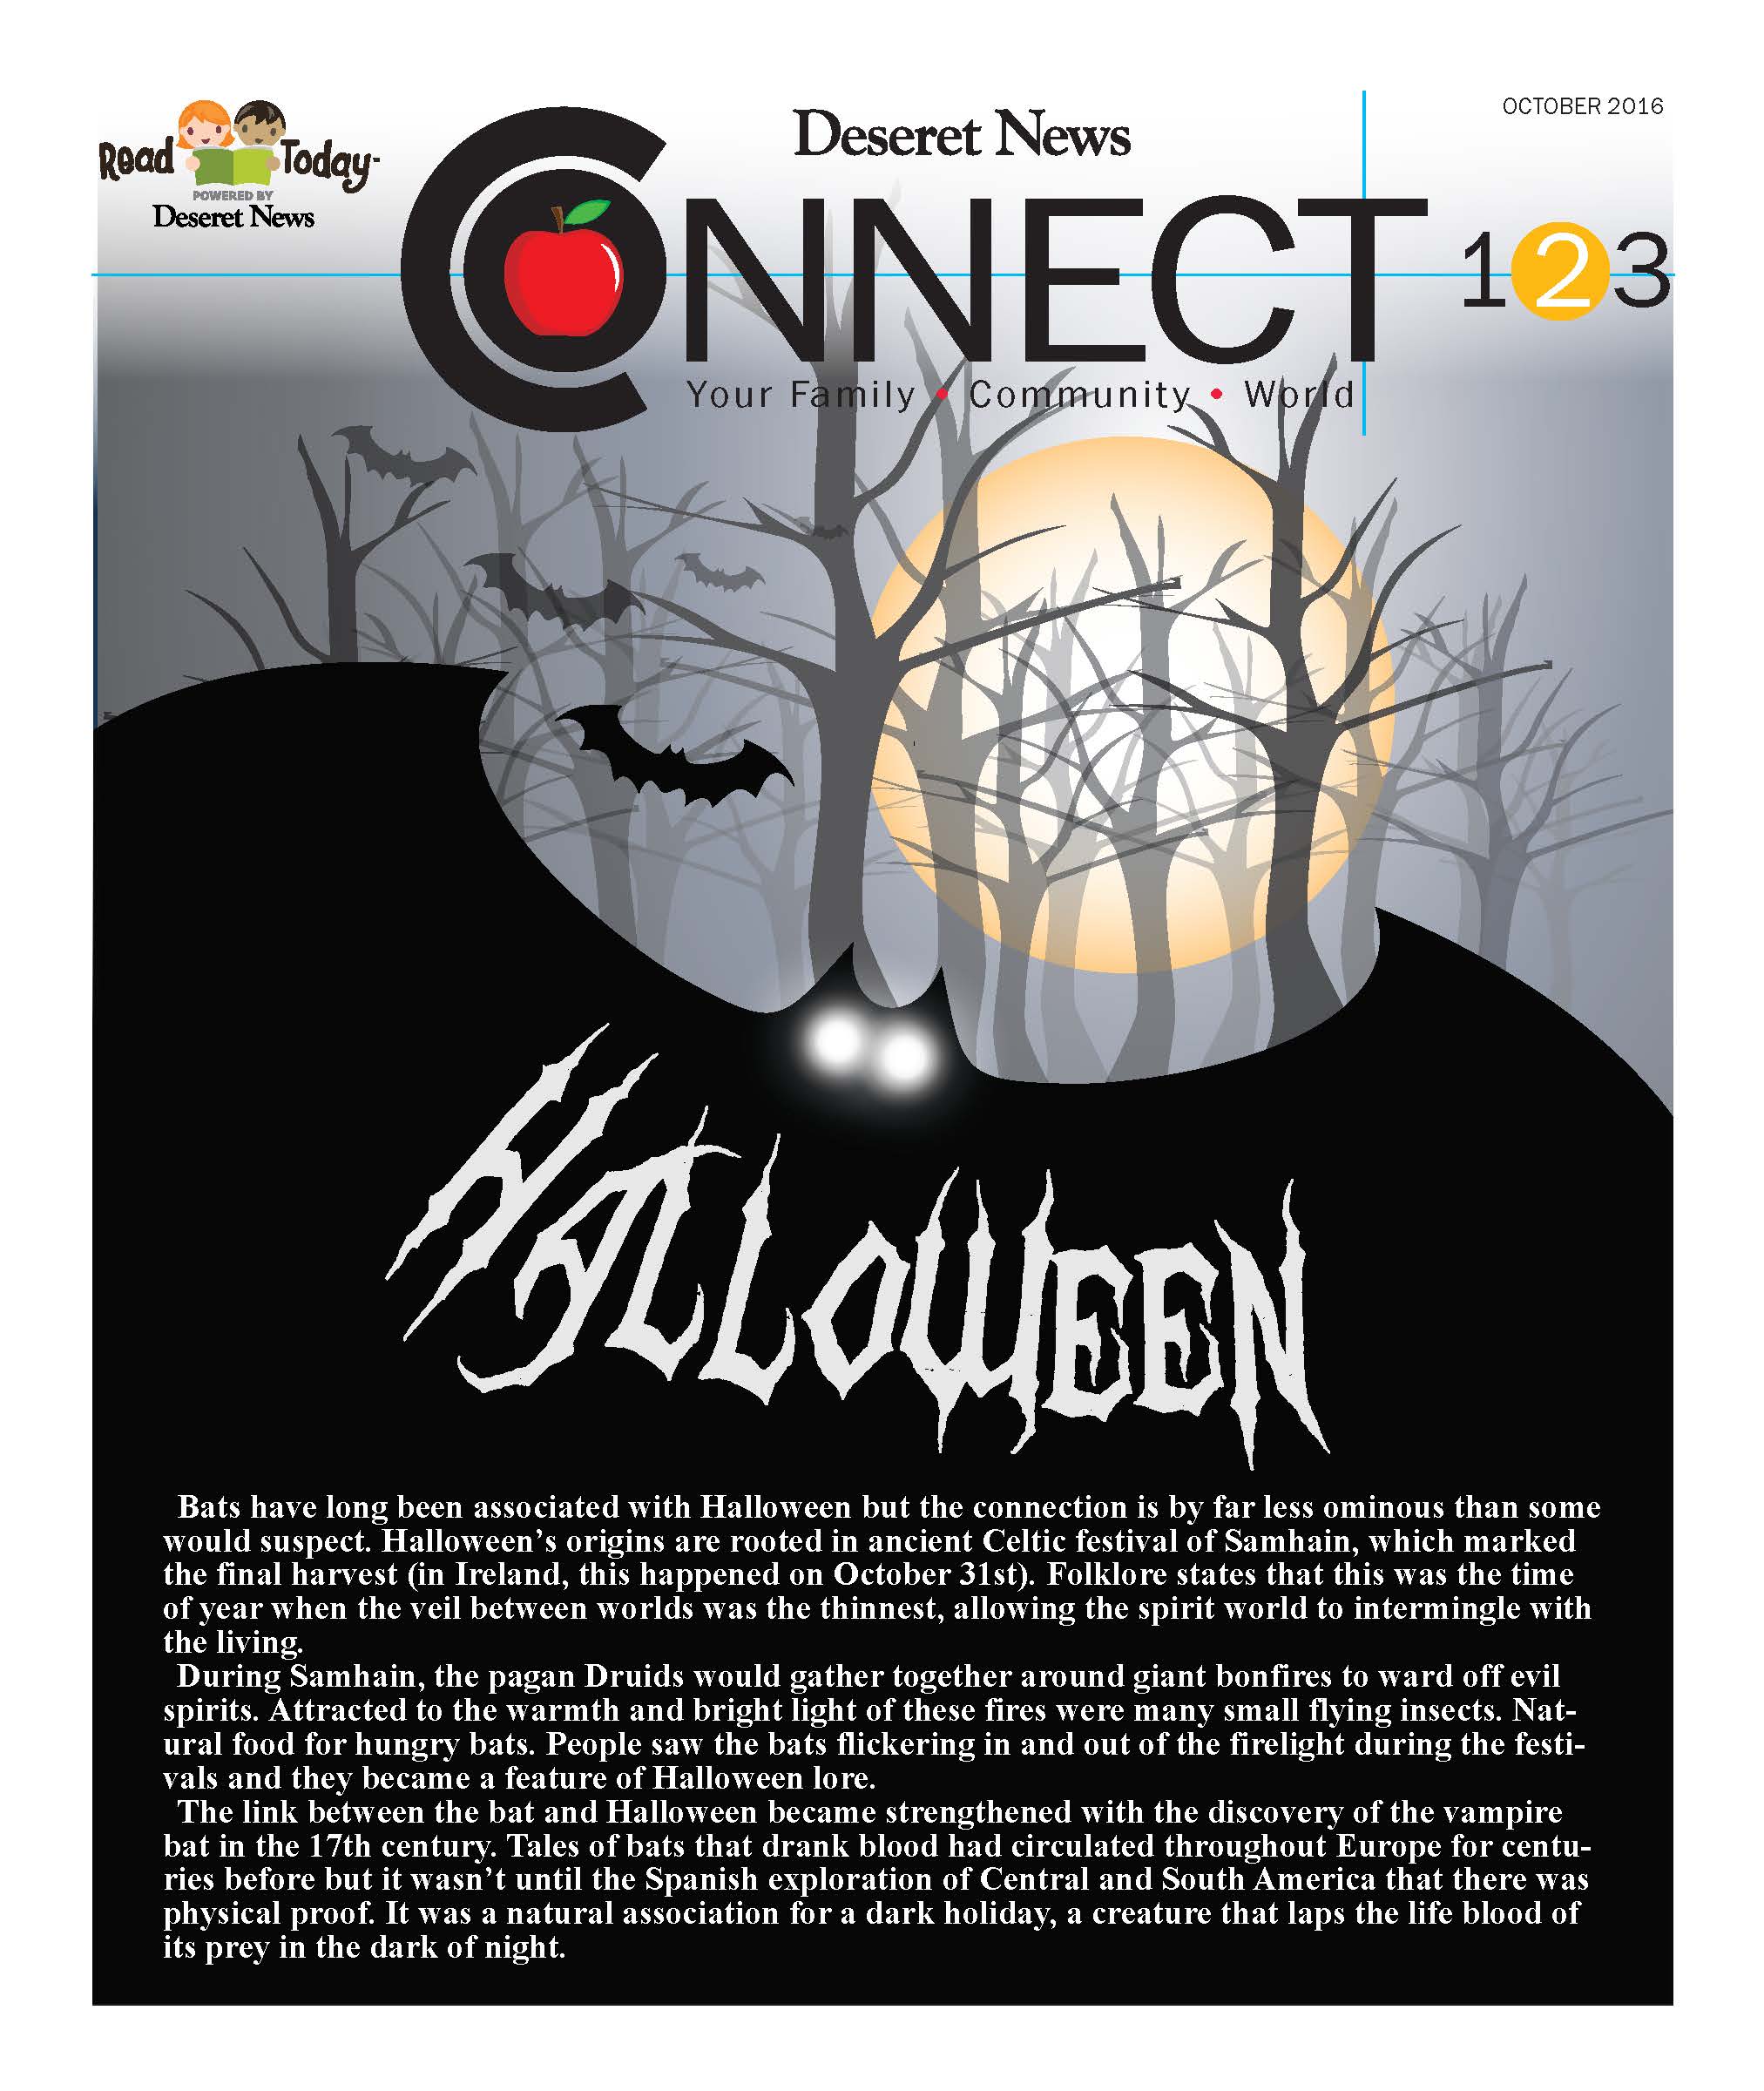 OCTOBER 2016
Read Today
POWERED BY
Deseret News
Deseret News
CONNECT 123
Your Family • Community • World
HALLOWEEN
Bats have long been associated with Halloween but the connection is by far less ominous than some
would suspect. Halloween’s origins are rooted in ancient Celtic festival of Samhain, which marked
the final harvest (in Ireland, this happened on October 31st). Folklore states that this was the time
of year when the veil between worlds was the thinnest, allowing the spirit world to intermingle with
the living.
During Samhain, the pagan Druids would gather together around giant bonfires to ward off evil
spirits. Attracted to the warmth and bright light of these fires were many small flying insects. Nat-
ural food for hungry bats. People saw the bats flickering in and out of the firelight during the festi-
vals and they became a feature of Halloween lore.
The link between the bat and Halloween became strengthened with the discovery of the vampire
bat in the 17th century. Tales of bats that drank blood had circulated throughout Europe for centu-
ries before but it wasn’t until the Spanish exploration of Central and South America that there was
physical proof. It was a natural association for a dark holiday, a creature that laps the life blood of
its prey in the dark of night.